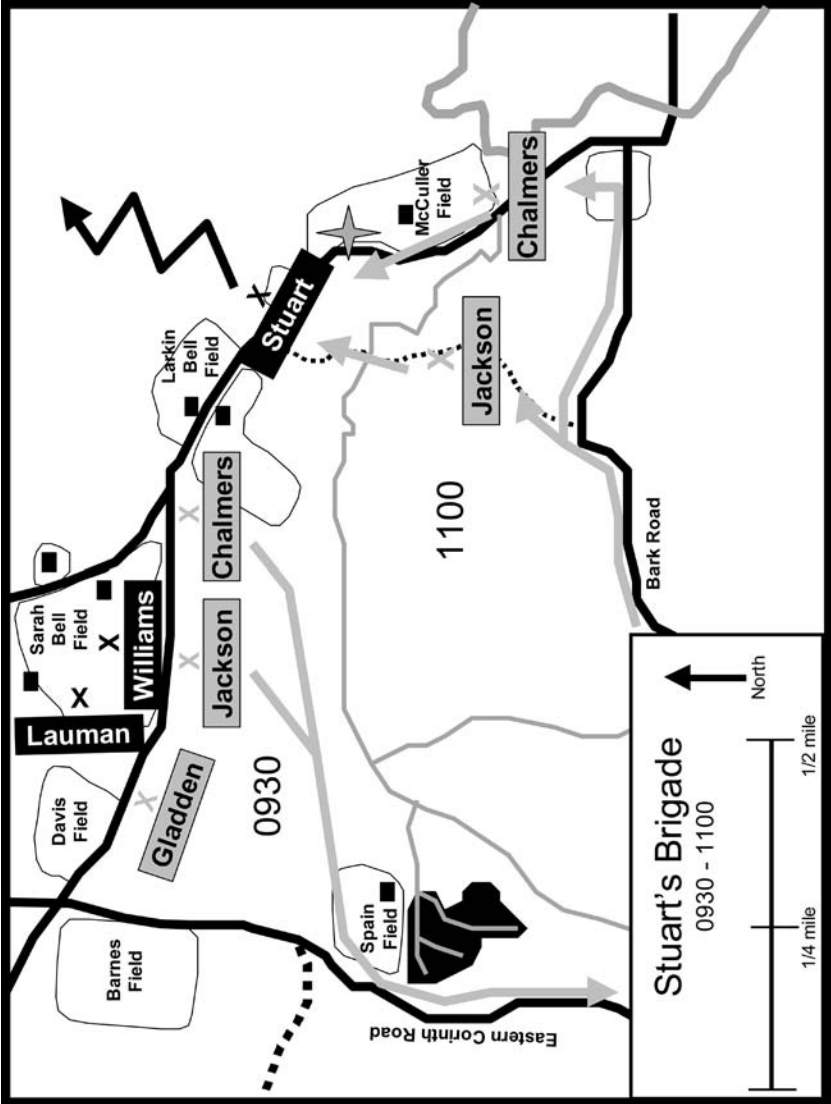 Barnes
Field
Davis
Field
Lauman
Sarah
Bell
Field
Williams
Larkin
Bell
Field
Stuart
McCuller
Field
Gladden
Jackson
Chalmers
0930
Spain
Field
Eastern Corinth Road
1100
Jackson
Chalmers
Bark Road
Stuart's Brigade
0930 - 1100
North
1/4 mile
1/2 mile